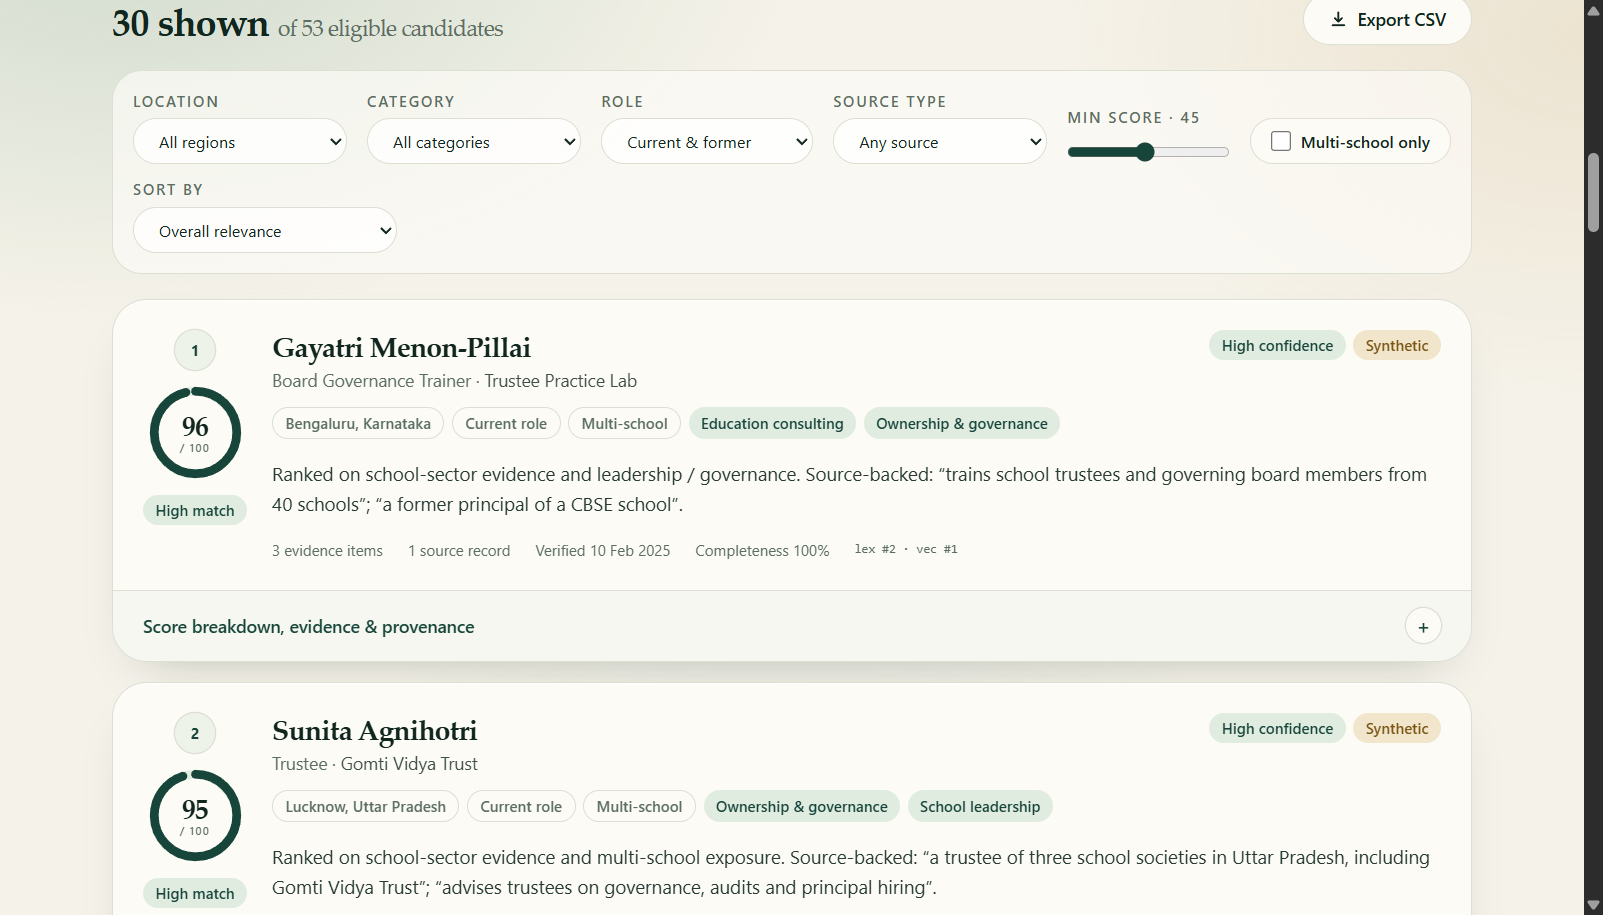 30 shown of 53 eligible candidates
Export CSV
LOCATION
All regions
CATEGORY
All categories
ROLE
Current & former
SOURCE TYPE
Any source
MIN SCORE · 45
Multi-school only
SORT BY
Overall relevance
1
96
/ 100
High match
Gayatri Menon-Pillai
High confidence
Synthetic
Board Governance Trainer · Trustee Practice Lab
Bengaluru, Karnataka
Current role
Multi-school
Education consulting
Ownership & governance
Ranked on school-sector evidence and leadership / governance. Source-backed: “trains school trustees and governing board members from
40 schools”; “a former principal of a CBSE school”.
3 evidence items
1 source record
Verified 10 Feb 2025
Completeness 100%
lex #2 · vec #1
Score breakdown, evidence & provenance
+
2
95
/ 100
High match
Sunita Agnihotri
High confidence
Synthetic
Trustee · Gomti Vidya Trust
Lucknow, Uttar Pradesh
Current role
Multi-school
Ownership & governance
School leadership
Ranked on school-sector evidence and multi-school exposure. Source-backed: “a trustee of three school societies in Uttar Pradesh, including
Gomti Vidya Trust”; “advises trustees on governance, audits and principal hiring”.